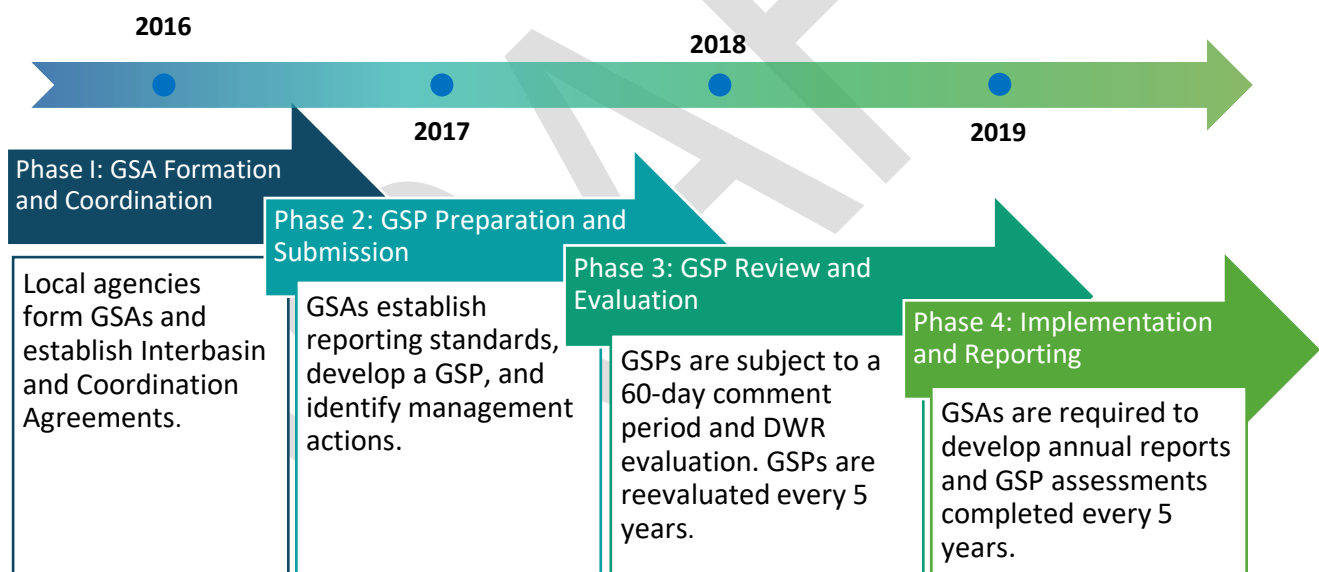 2016
2018
2017
2019
Phase I: GSA Formation
and Coordination
Local agencies
form GSAs and
establish Interbasin
and Coordination
Agreements.
Phase 2: GSP Preparation and
Submission
GSAs establish
reporting standards,
develop a GSP, and
identify management
actions.
Phase 3: GSP Review and
Evaluation
GSPs are subject to a
60-day comment
period and DWR
evaluation. GSPs are
reevaluated every 5
years.
Phase 4: Implementation
and Reporting
GSAs are required to
develop annual reports
and GSP assessments
completed every 5
years.